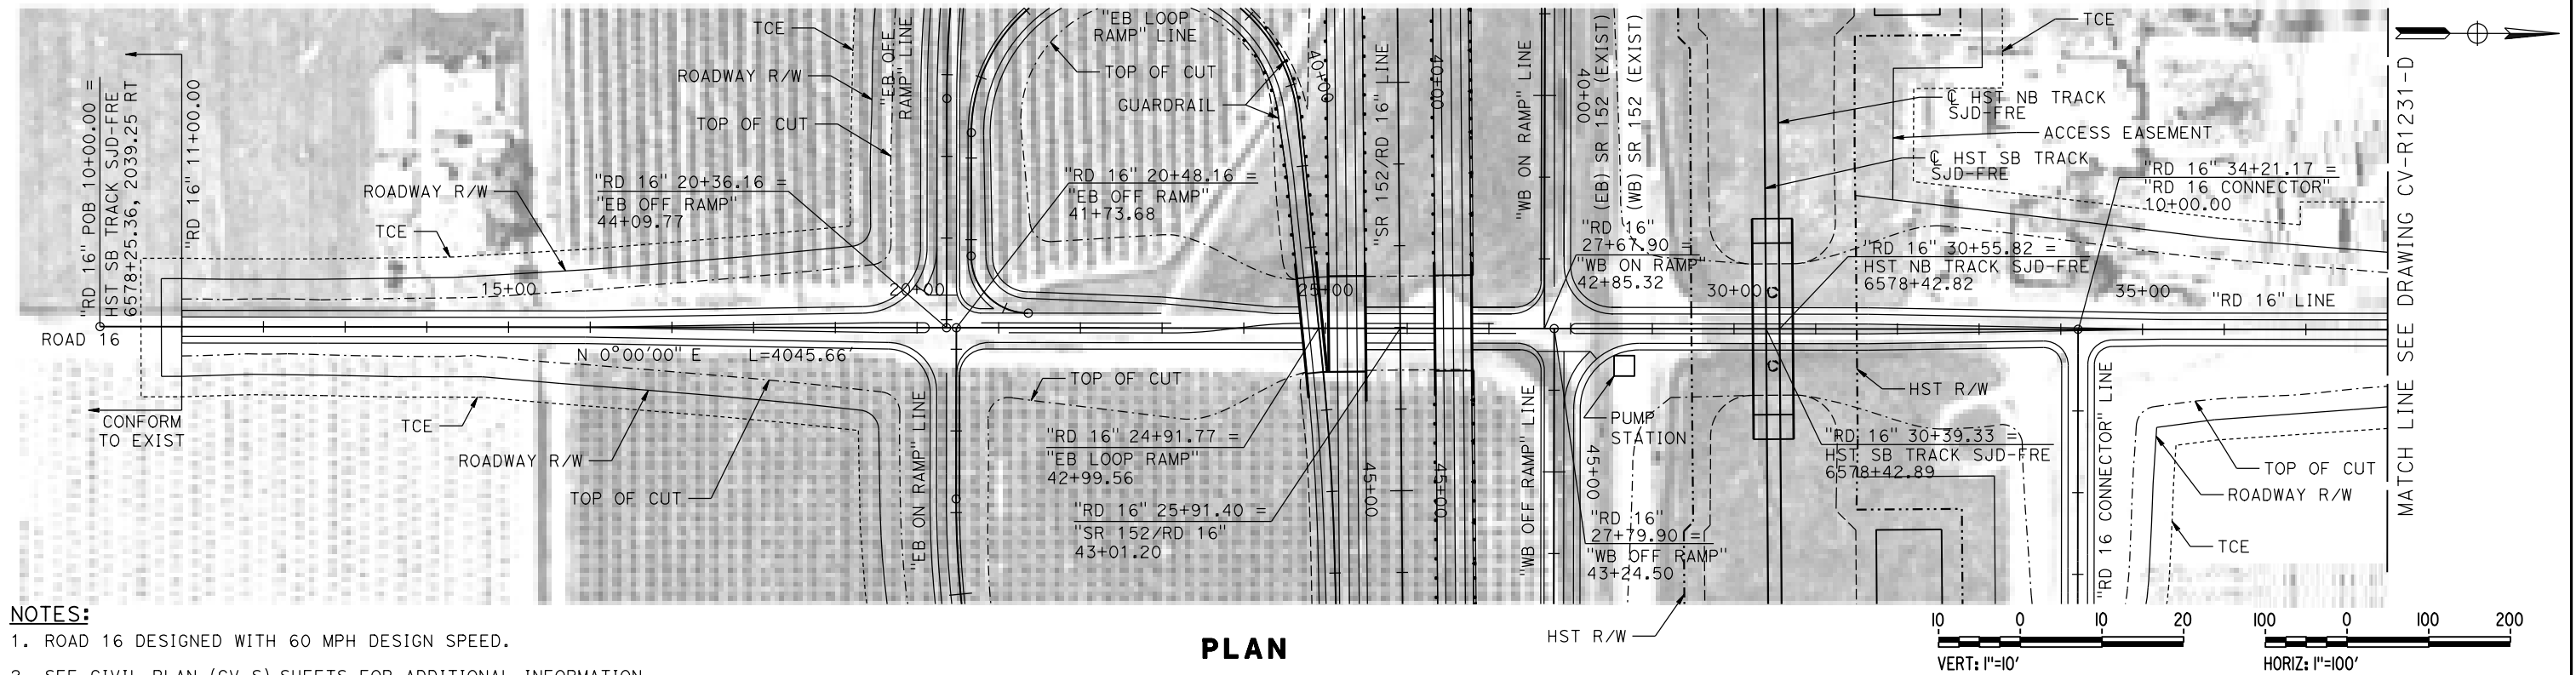 "RD 16" POB 10+00.00 =
HST SB TRACK SJD-FRE
6578+25.36, 2039.25 RT
"RD 16" 11+00.00
ROAD 16
CONFORM
TO EXIST
ROADWAY R/W
TCE
15+00
TCE
ROADWAY R/W
TOP OF CUT
TCE
ROADWAY R/W
TOP OF CUT
"EB OFF
RAMP" LINE
"RD 16" 20+36.16 =
"EB OFF RAMP"
44+09.77
20+00
N 0°00'00" E
L=4045.66'
"EB ON RAMP" LINE
"EB LOOP
RAMP" LINE
TOP OF CUT
GUARDRAIL
"RD 16" 20+48.16 =
"EB OFF RAMP"
41+73.68
TOP OF CUT
"RD 16" 24+91.77 =
"EB LOOP RAMP"
42+99.56
"RD 16" 25+91.40 =
"SR 152/RD 16"
43+01.20
40+00
25+00
"SR 152/RD 16" LINE
40+00
45+00
45+00
"WB ON RAMP" LINE
"WB OFF RAMP" LINE
40+00
(EB) SR 152 (EXIST)
(WB) SR 152 (EXIST)
"RD 16"
27+67.90 =
"WB ON RAMP"
42+85.32
PUMP
STATION
45+00
"RD 16"
27+79.90 =
"WB OFF RAMP"
43+24.50
HST R/W
30+00
C
C
TCE
℄ HST NB TRACK
SJD-FRE
ACCESS EASEMENT
℄ HST SB TRACK
SJD-FRE
"RD 16" 30+55.82 =
HST NB TRACK SJD-FRE
6578+42.82
HST R/W
"RD 16" 30+39.33 =
HST SB TRACK SJD-FRE
6578+42.89
"RD 16" 34+21.17 =
"RD 16 CONNECTOR"
10+00.00
35+00
"RD 16" LINE
"RD 16 CONNECTOR" LINE
TOP OF CUT
ROADWAY R/W
TCE
MATCH LINE SEE DRAWING CV-R1231-D
NOTES:
1. ROAD 16 DESIGNED WITH 60 MPH DESIGN SPEED.
2. SEE CIVIL PLAN (CV-S) SHEETS FOR ADDITIONAL INFORMATION
PLAN
10 0 10 20
VERT: 1"=10'
100 0 100 200
HORIZ: 1"=100'